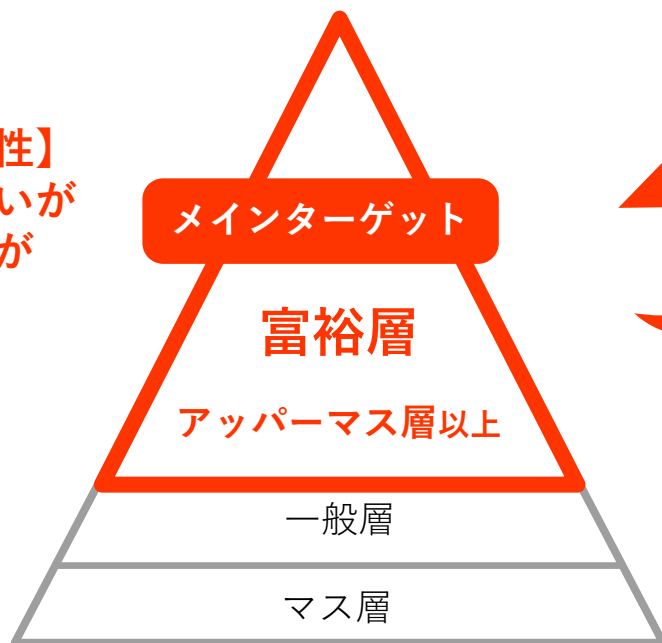 性】
いが
が
メインターゲット
富裕層
アッパーマス層以上
一般層
マス層